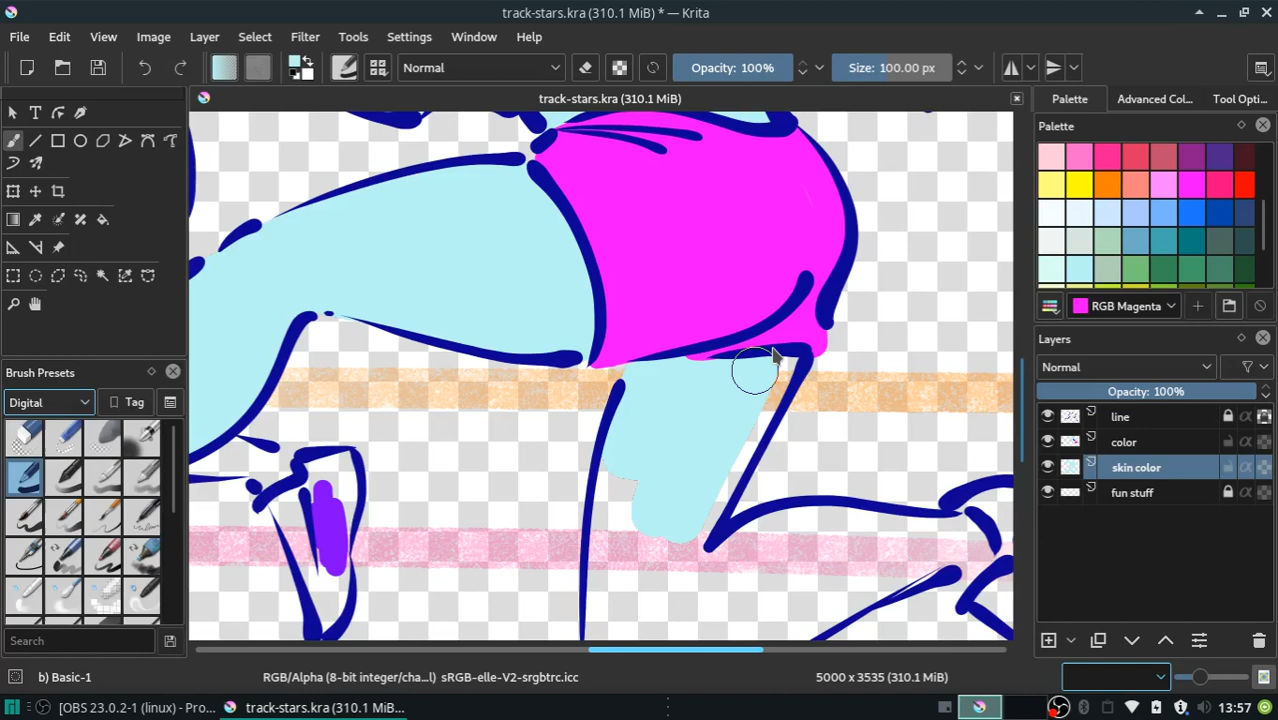 track-stars.kra (310.1 MiB) * — Krita
File Edit View Image Layer Select Filter Tools Settings Window Help
Normal Opacity: 100% Size: 100.00 px
track-stars.kra (310.1 MiB)
Palette Advanced Col... Tool Opti...
Palette
RGB Magenta
Layers
Normal
Opacity: 100%
line
color
skin color
fun stuff
Brush Presets
Digital Tag
Search
b) Basic-1 RGB/Alpha (8-bit integer/cha...l) sRGB-elle-V2-srgbtrc.icc 5000 x 3535 (310.1 MiB)
[OBS 23.0.2-1 (linux) - Pro... track-stars.kra (310.1 MiB... 13:57